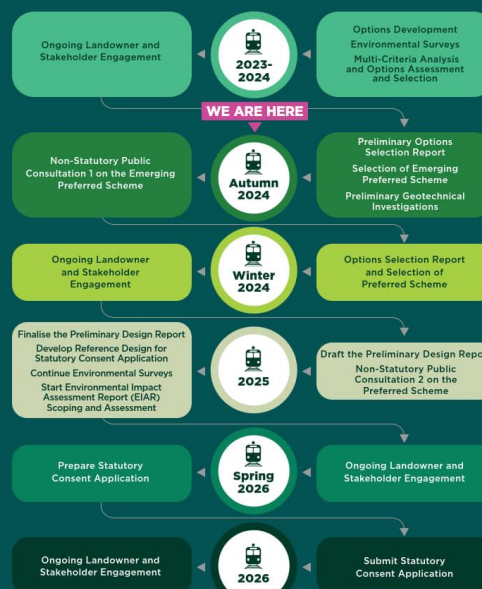 Ongoing Landowner and
Stakeholder Engagement
2023-
2024
Options Development
Environmental Surveys
Multi-Criteria Analysis
and Options Assessment
and Selection
WE ARE HERE
Non-Statutory Public
Consultation 1 on the Emerging
Preferred Scheme
Autumn
2024
Preliminary Options
Selection Report
Selection of Emerging
Preferred Scheme
Preliminary Geotechnical
Investigations
Ongoing Landowner
and Stakeholder
Engagement
Winter
2024
Options Selection Report
and Selection of
Preferred Scheme
Finalise the Preliminary Design Report
Develop Reference Design for
Statutory Consent Application
Continue Environmental Surveys
Start Environmental Impact
Assessment Report (EIAR)
Scoping and Assessment
2025
Draft the Preliminary Design Repo
Non-Statutory Public
Consultation 2 on the
Preferred Scheme
Prepare Statutory
Consent Application
Spring
2026
Ongoing Landowner and
Stakeholder Engagement
Ongoing Landowner and
Stakeholder Engagement
2026
Submit Statutory
Consent Application